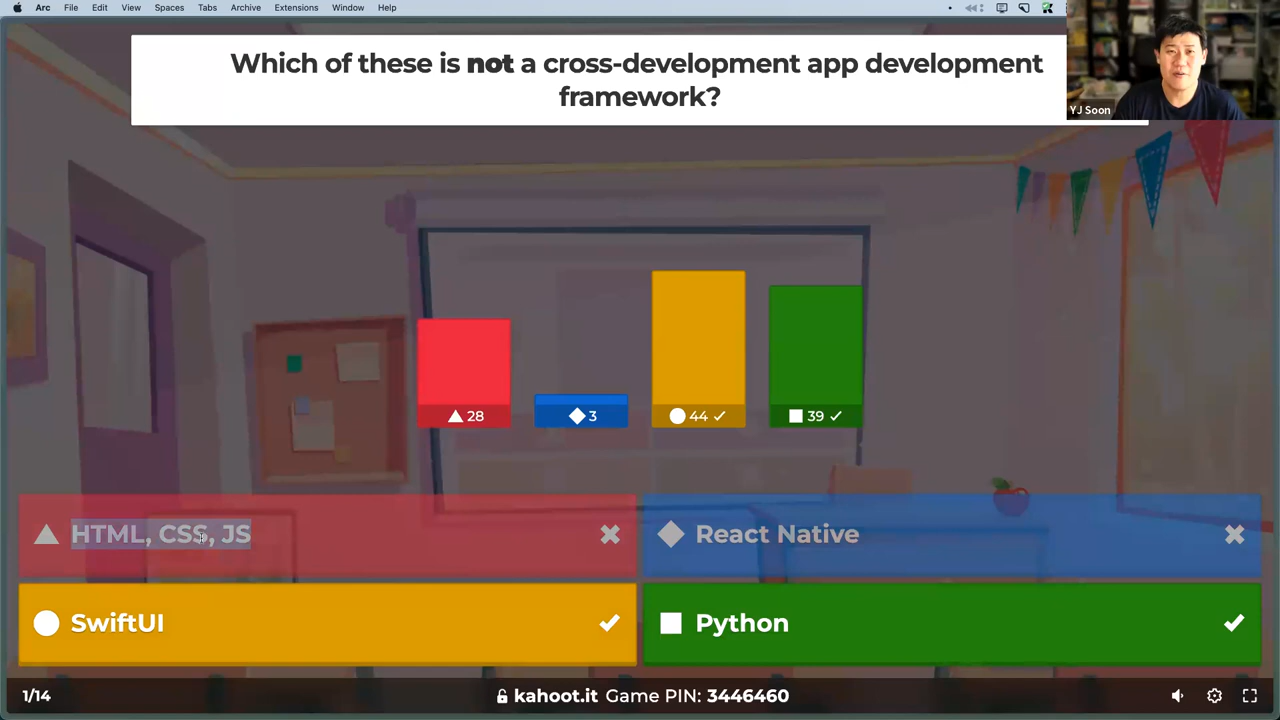 Arc File Edit View Spaces Tabs Archive Extensions Window Help
Which of these is not a cross-development app development
framework?
YJ Soon
28
3
44
39
HTML, CSS, JS
React Native
SwiftUI
Python
1/14
kahoot.it Game PIN: 3446460